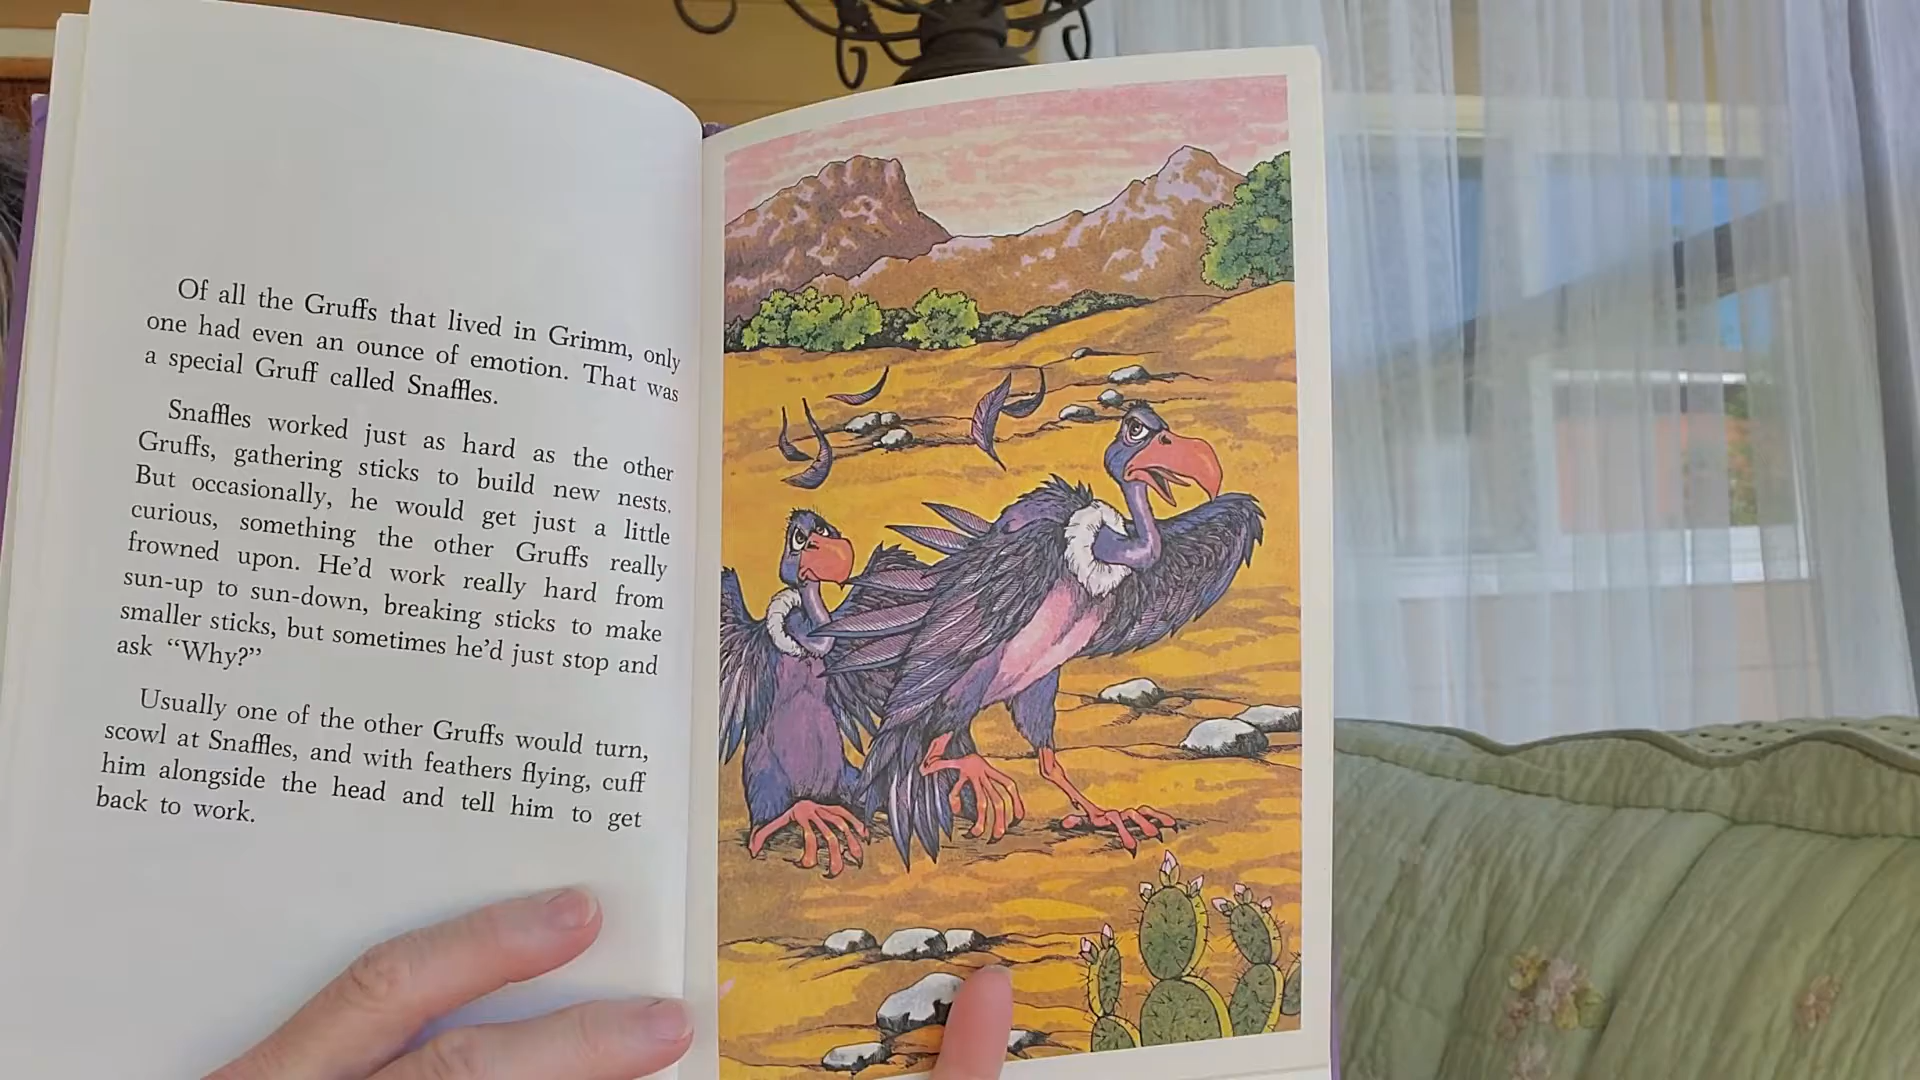 Of all the Gruffs that lived in Grimm, only
one had even an ounce of emotion. That was
a special Gruff called Snaffles.
Snaffles worked just as hard as the other
Gruffs, gathering sticks to build new nests.
But occasionally, he would get just a little
curious, something the other Gruffs really
frowned upon. He'd work really hard from
sun-up to sun-down, breaking sticks to make
smaller sticks, but sometimes he'd just stop and
ask “Why?”
Usually one of the other Gruffs would turn,
scowl at Snaffles, and with feathers flying, cuff
him alongside the head and tell him to get
back to work.